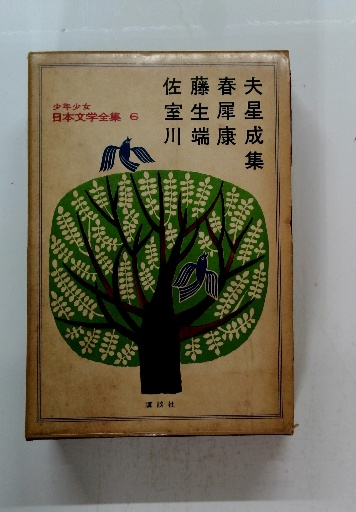 少年少女
日本文学全集 6
佐藤春夫
室生犀星
川端康成
集
講談社